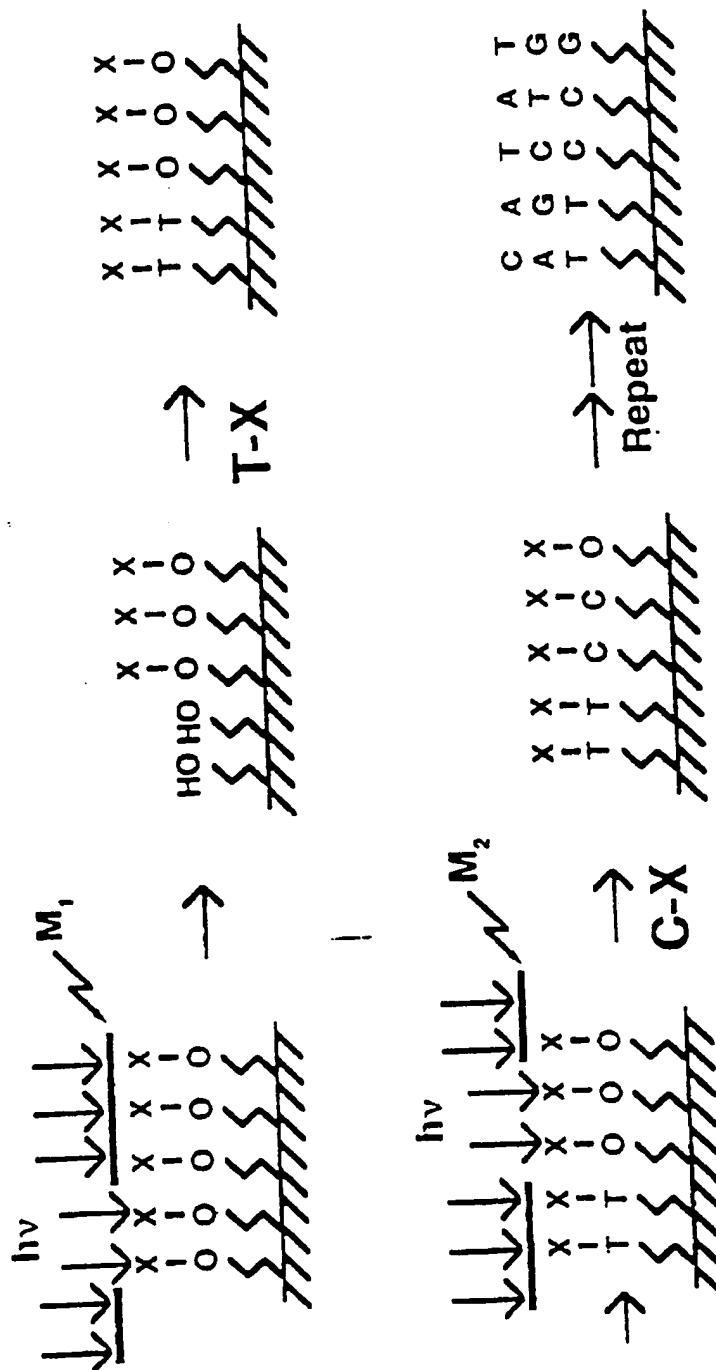 hν M₁
X X X X X
O O O O O
X X X
HO HO O O O
T-X
X X X X X
T T O O O
hν M₂
X X X X X
T T O O O
C-X
X X X X X
T T C C O
Repeat
C A T A T
A G C T G
T T C C G